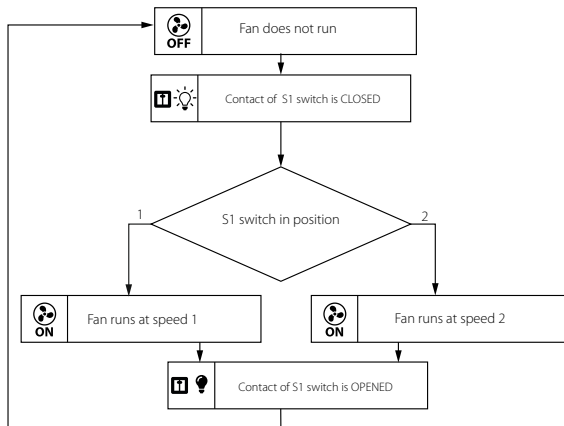 OFF
Fan does not run
Contact of S1 switch is CLOSED
S1 switch in position
1
2
ON
Fan runs at speed 1
ON
Fan runs at speed 2
Contact of S1 switch is OPENED